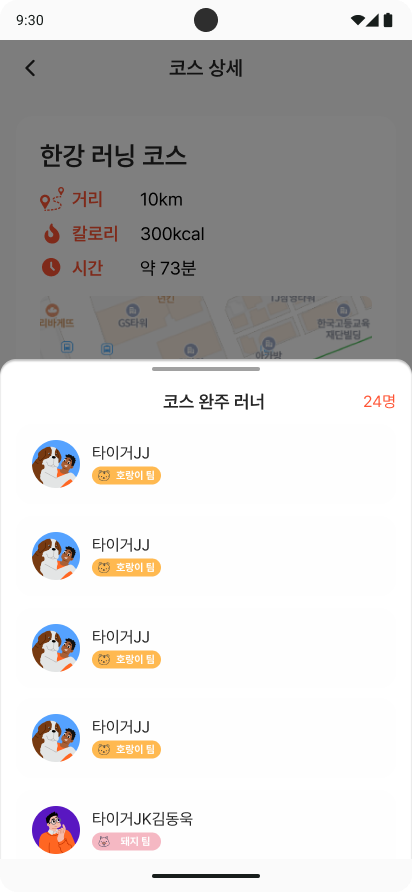 9:30
코스 상세
한강 러닝 코스
거리 10km
칼로리 300kcal
시간 약 73분
리바게뜨
GS타워
한국고등교육
재단빌딩
코스 완주 러너 24명
타이거JJ
호랑이 팀
타이거JJ
호랑이 팀
타이거JJ
호랑이 팀
타이거JJ
호랑이 팀
타이거JK김동욱
돼지 팀